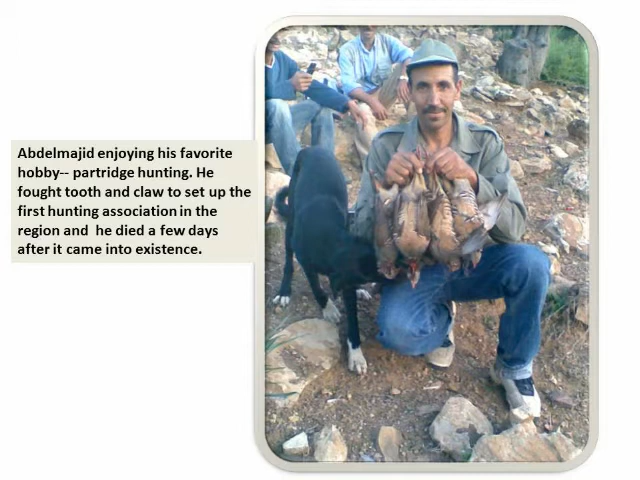 Abdelmajid enjoying his favorite
hobby-- partridge hunting. He
fought tooth and claw to set up the
first hunting association in the
region and  he died a few days
after it came into existence.